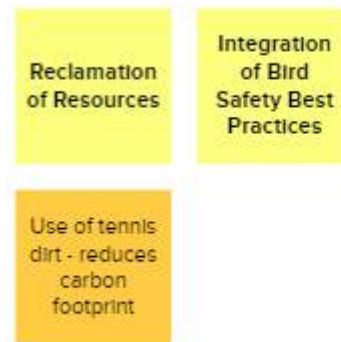 Reclamation
of Resources
Integration
of Bird
Safety Best
Practices
Use of tennis
dirt - reduces
carbon
footprint